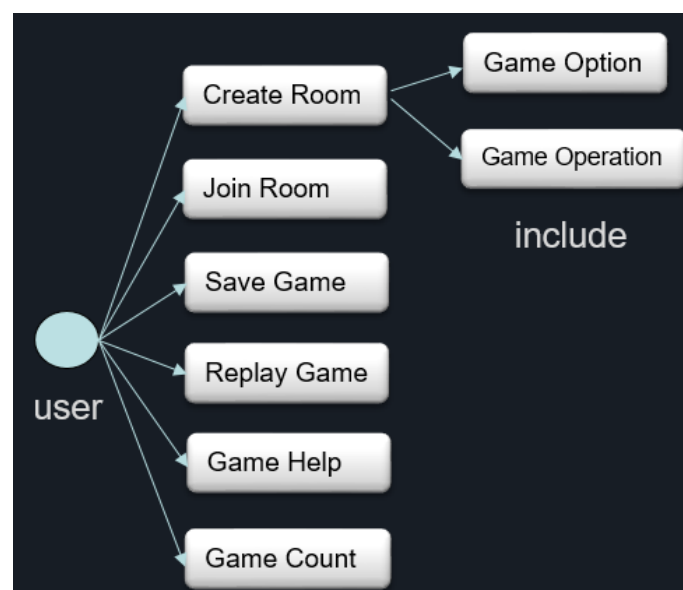 Game Option
Create Room
Game Operation
Join Room
include
Save Game
Replay Game
user
Game Help
Game Count